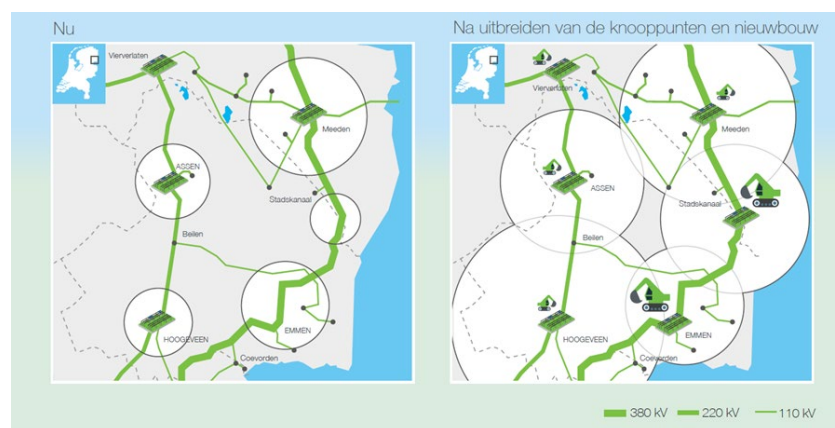 Nu
Vierverlaten
Meeden
ASSEN
Stadskanaal
Beilen
HOOGEVEEN
EMMEN
Coevorden
Na uitbreiden van de knooppunten en nieuwbouw
Vierverlaten
Meeden
ASSEN
Stadskanaal
Beilen
HOOGEVEEN
EMMEN
Coevorden
380 kV 220 kV 110 kV